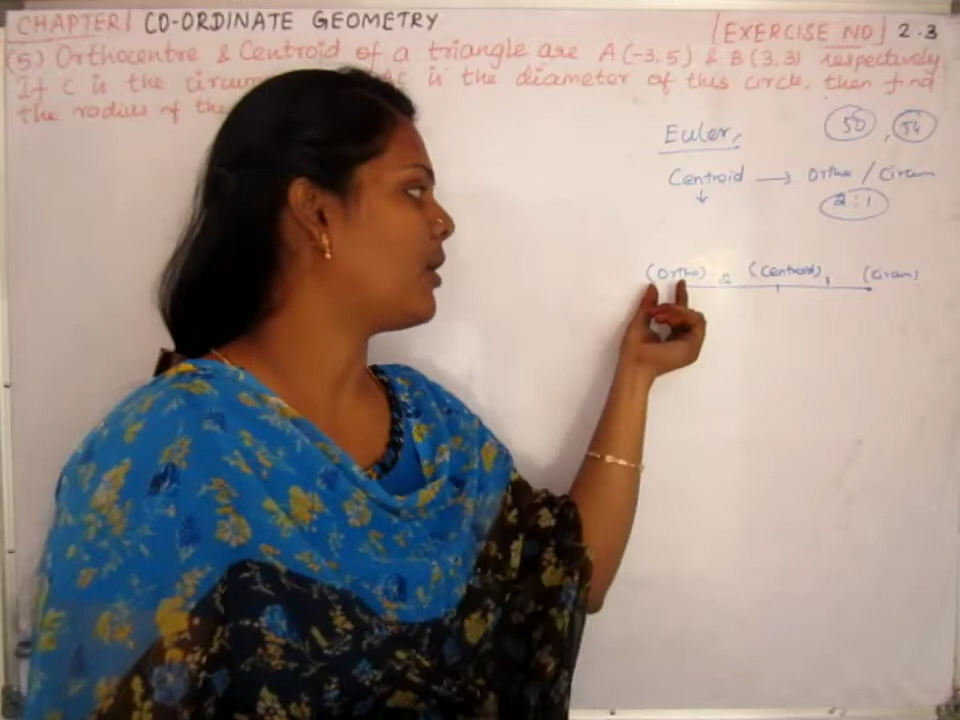 CHAPTER| CO-ORDINATE GEOMETRY |EXERCISE NO| 2.3
(5) Orthocentre & Centroid of a triangle are A(-3,5) & B(3,3) respectively
If C is the circum AC is the diameter of this circle, then find
the radius of the
Euler,
50, 54
Centroid → Ortho / Circum
↓ 2:1
(Ortho) & (Centroid), (Circum)